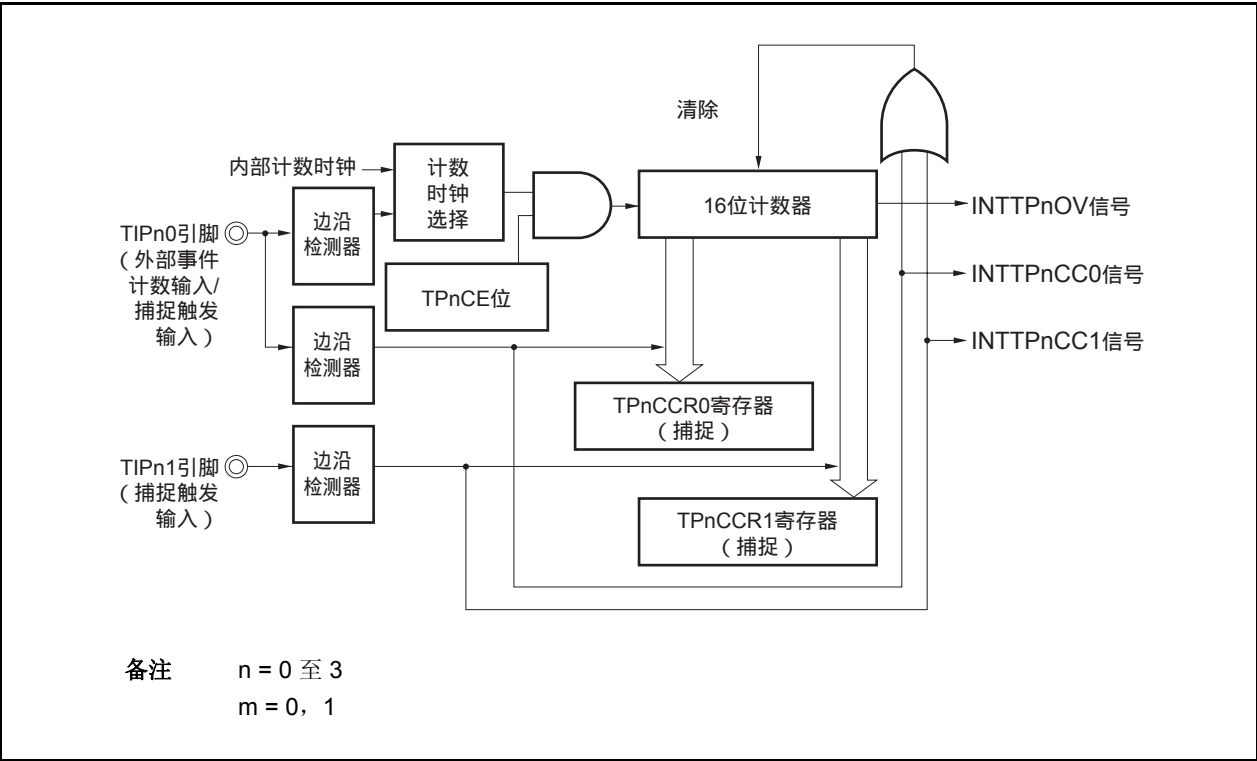 清除
内部计数时钟
计数
时钟
选择
16位计数器
INTTPnOV信号
TIPn0引脚
（外部事件
计数输入/
捕捉触发
输入）
边沿
检测器
TPnCE位
INTTPnCC0信号
INTTPnCC1信号
边沿
检测器
TPnCCR0寄存器
（捕捉）
TIPn1引脚
（捕捉触发
输入）
边沿
检测器
TPnCCR1寄存器
（捕捉）
备注 n = 0 至 3
m = 0，1